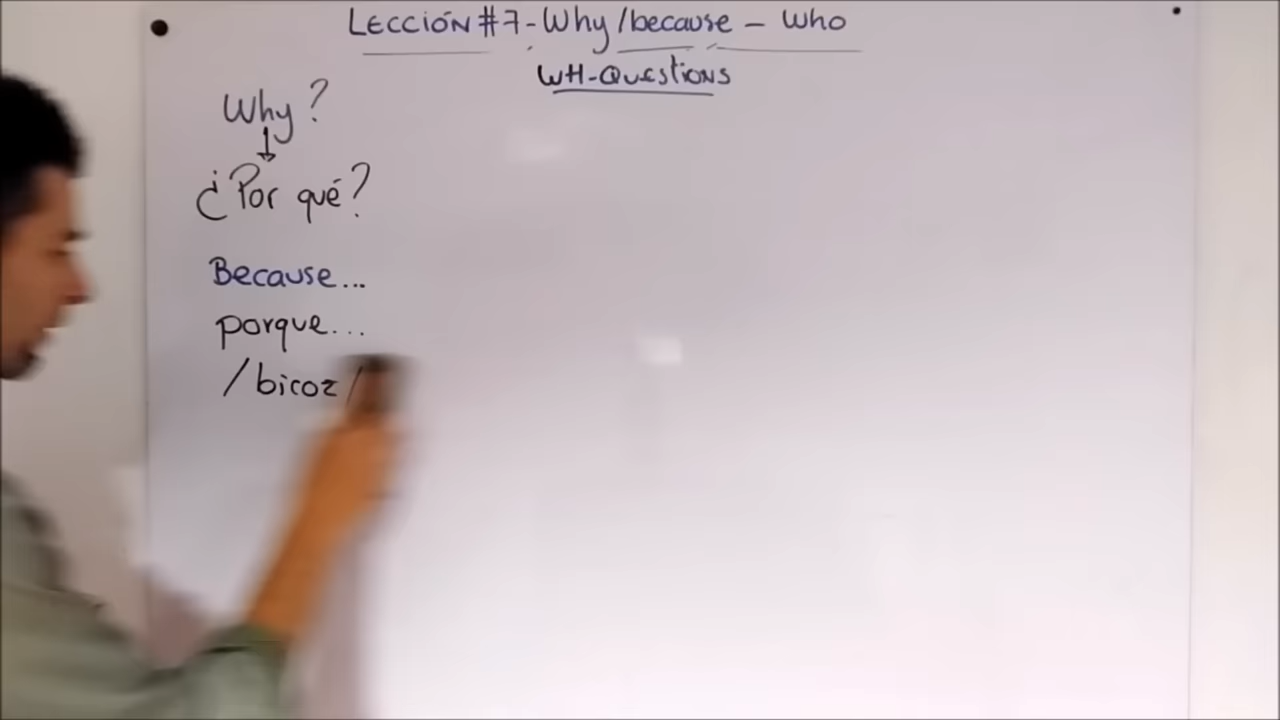 LECCIÓN #7 - Why / because - Who
WH-QUESTIONS
Why?
¿Por qué?
Because...
porque...
/bicoz/